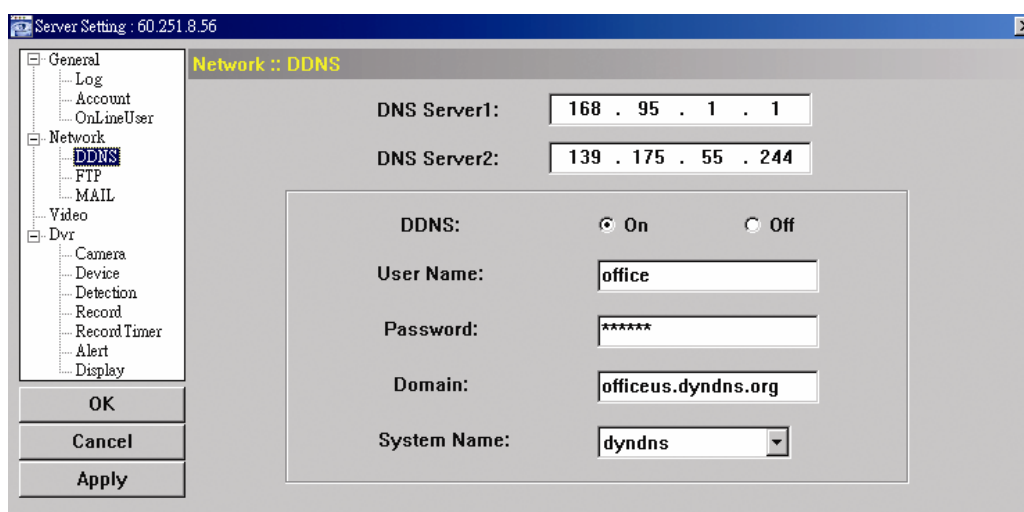 Server Setting : 60.251.8.56
General
Log
Account
OnLineUser
Network
DDNS
FTP
MAIL
Video
Dvr
Camera
Device
Detection
Record
Record Timer
Alert
Display
OK
Cancel
Apply
Network :: DDNS
DNS Server1: 168 . 95 . 1 . 1
DNS Server2: 139 . 175 . 55 . 244
DDNS: On Off
User Name: office
Password: ******
Domain: officeus.dyndns.org
System Name: dyndns